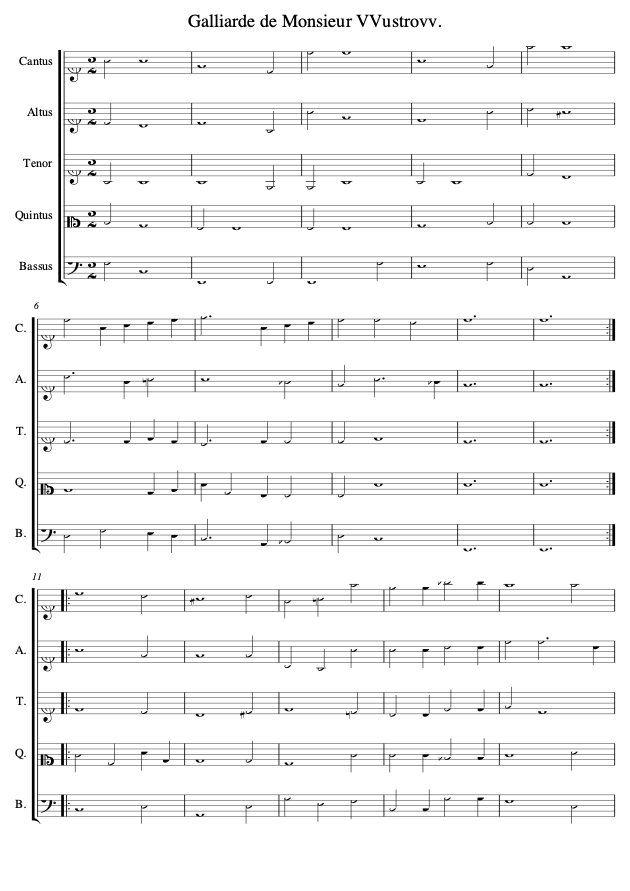 Galliarde de Monsieur VVustrovv.
Cantus
Altus
Tenor
Quintus
Bassus
6
C.
A.
T.
Q.
B.
11
C.
A.
T.
Q.
B.